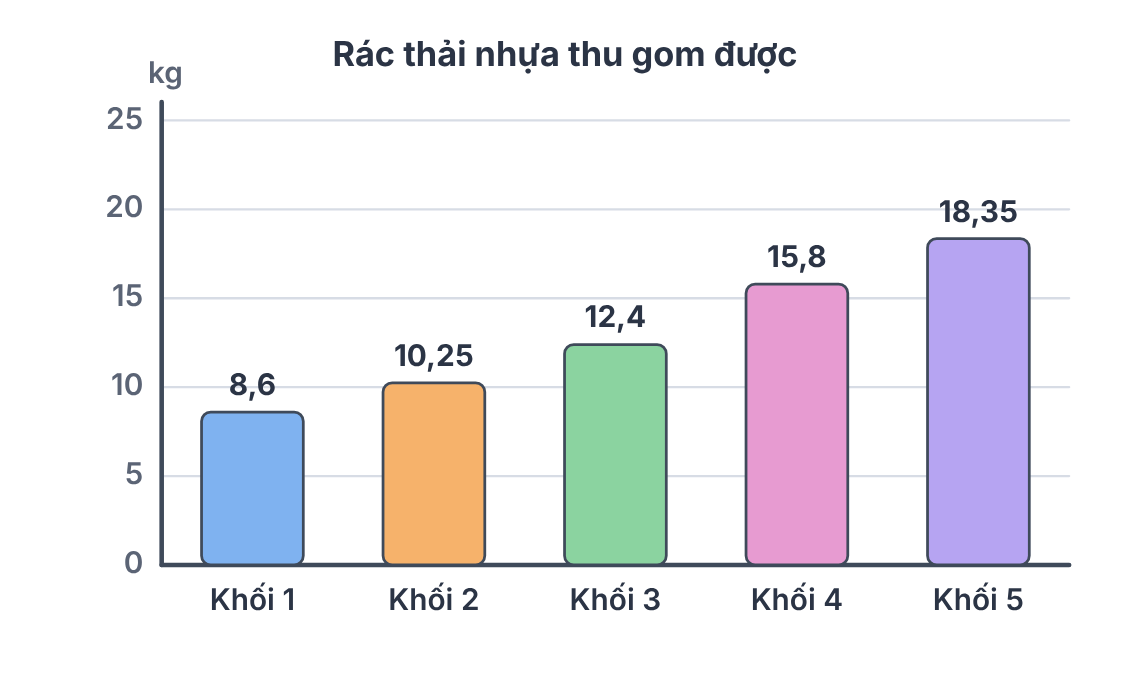 Rác thải nhựa thu gom được
kg
25
20
15
10
5
0
8,6
10,25
12,4
15,8
18,35
Khối 1
Khối 2
Khối 3
Khối 4
Khối 5